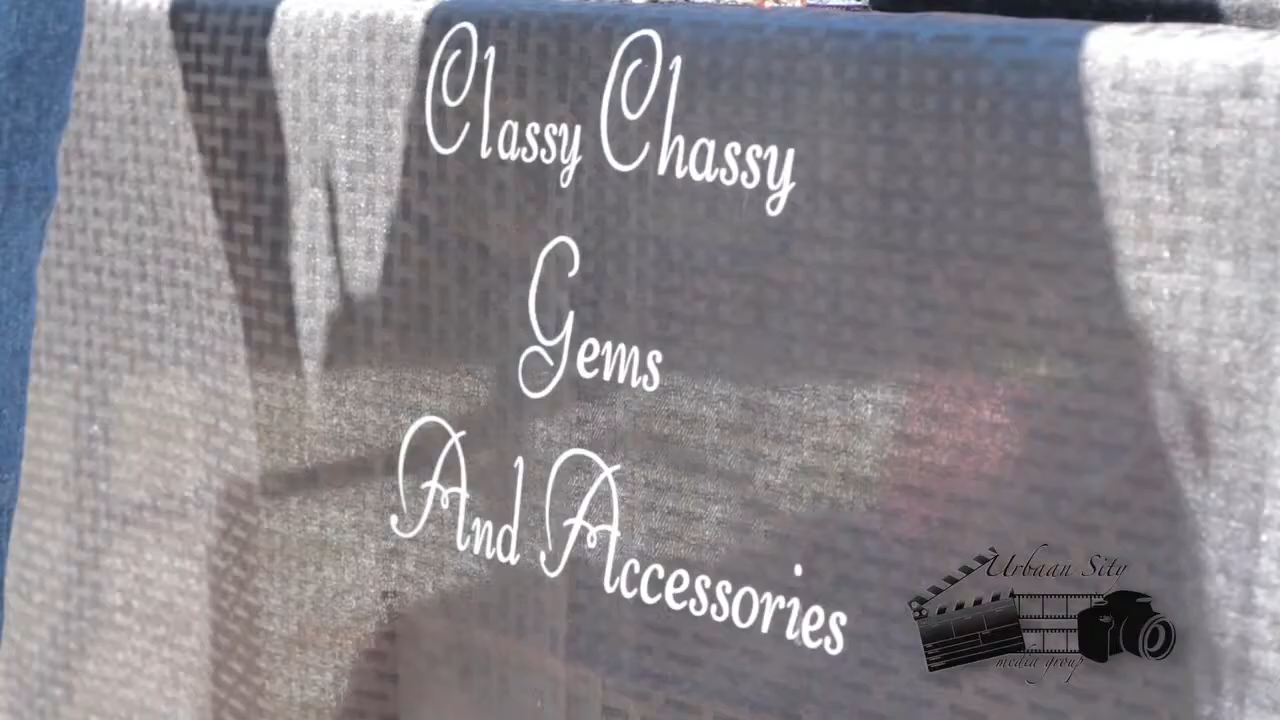 Classy Chassy
Gems
And Accessories
Urbaan Sity
media group